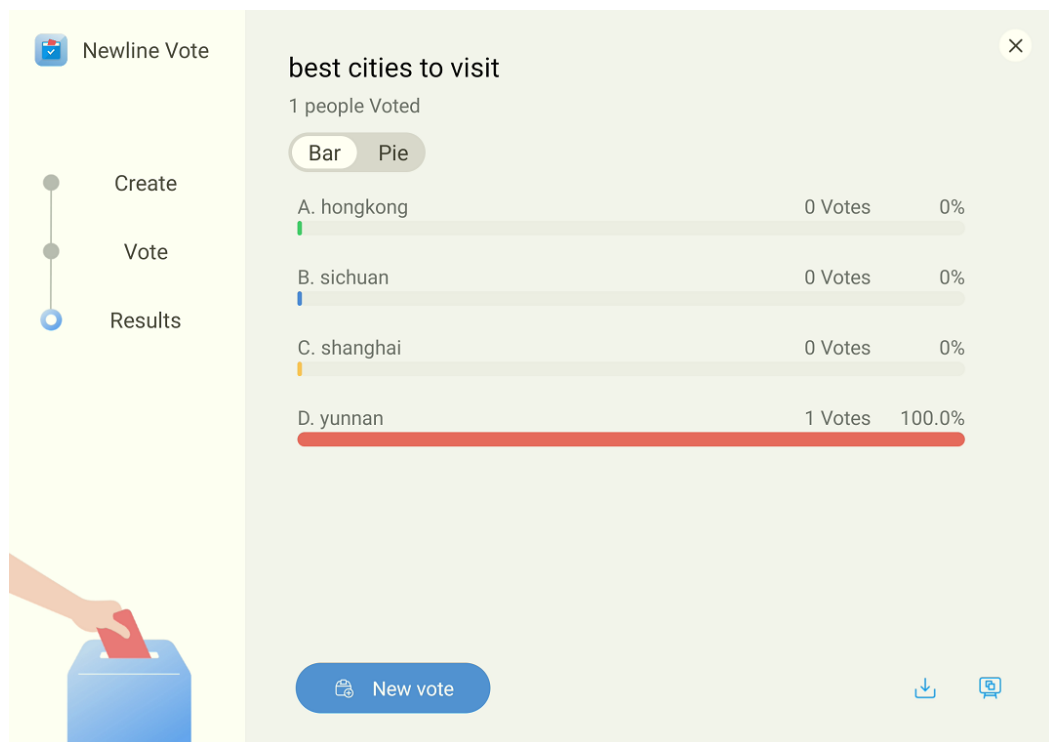 Newline Vote
Create
Vote
Results
best cities to visit
1 people Voted
Bar Pie
A. hongkong 0 Votes 0%
B. sichuan 0 Votes 0%
C. shanghai 0 Votes 0%
D. yunnan 1 Votes 100.0%
New vote